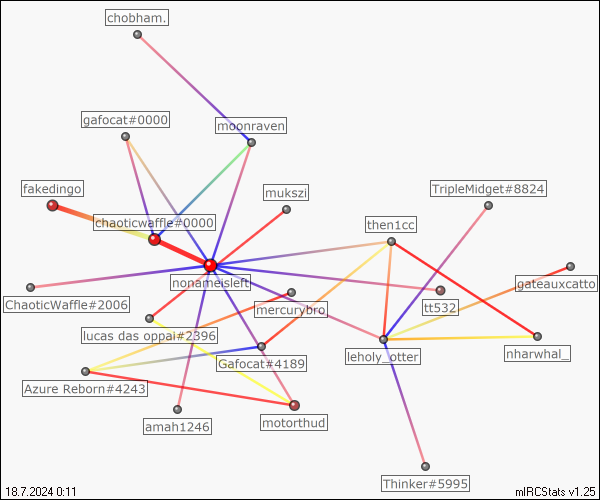 chobham.
gafocat#0000
moonraven
fakedingo
mukszi
TripleMidget#8824
chaoticwaffle#0000
then1cc
nonameisleft
gateauxcatto
ChaoticWaffle#2006
mercurybro.
tt532
lucas das oppai#2396
Gafocat#4189
leholy_otter
nharwhal_
Azure Reborn#4243
amah1246
motorthud
Thinker#5995
18.7.2024 0:11
mIRCStats v1.25